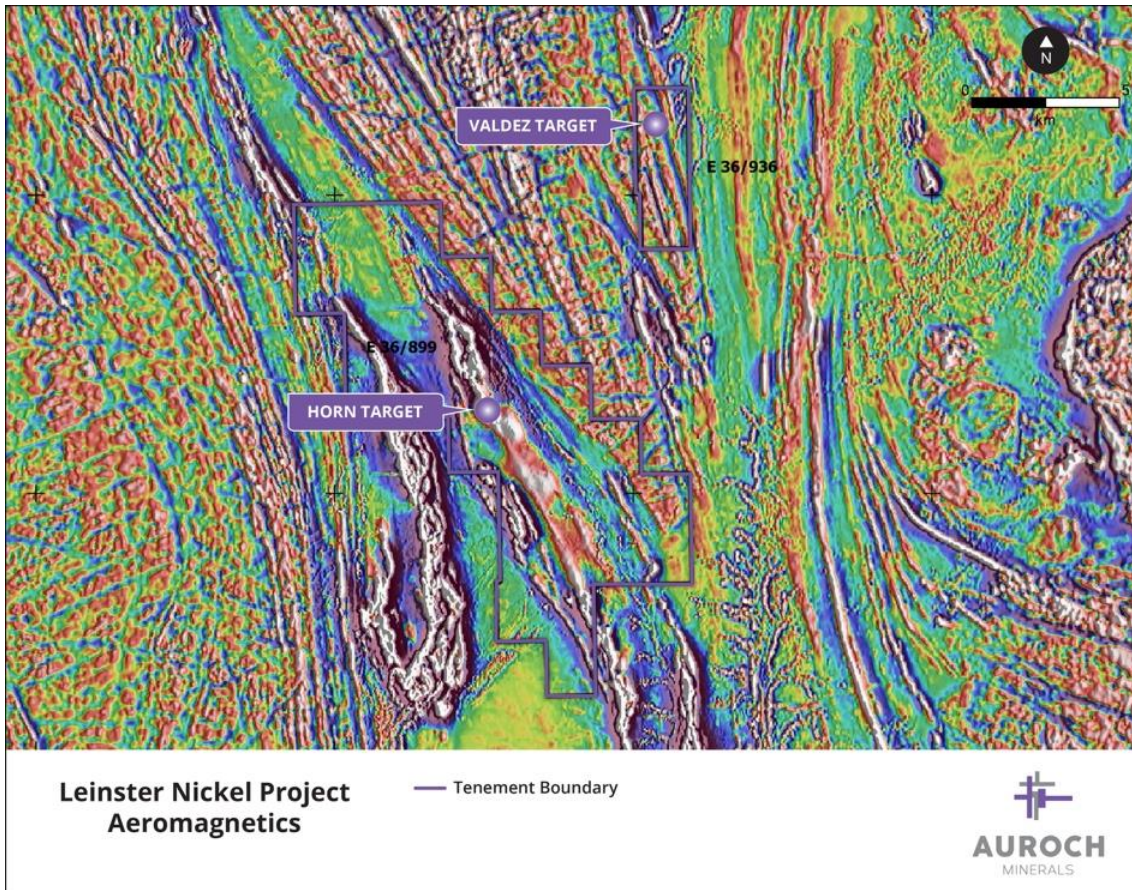 N
0
5
km
VALDEZ TARGET
E 36/936
E 36/899
HORN TARGET
Leinster Nickel Project
Aeromagnetics
Tenement Boundary
AUROCH
MINERALS